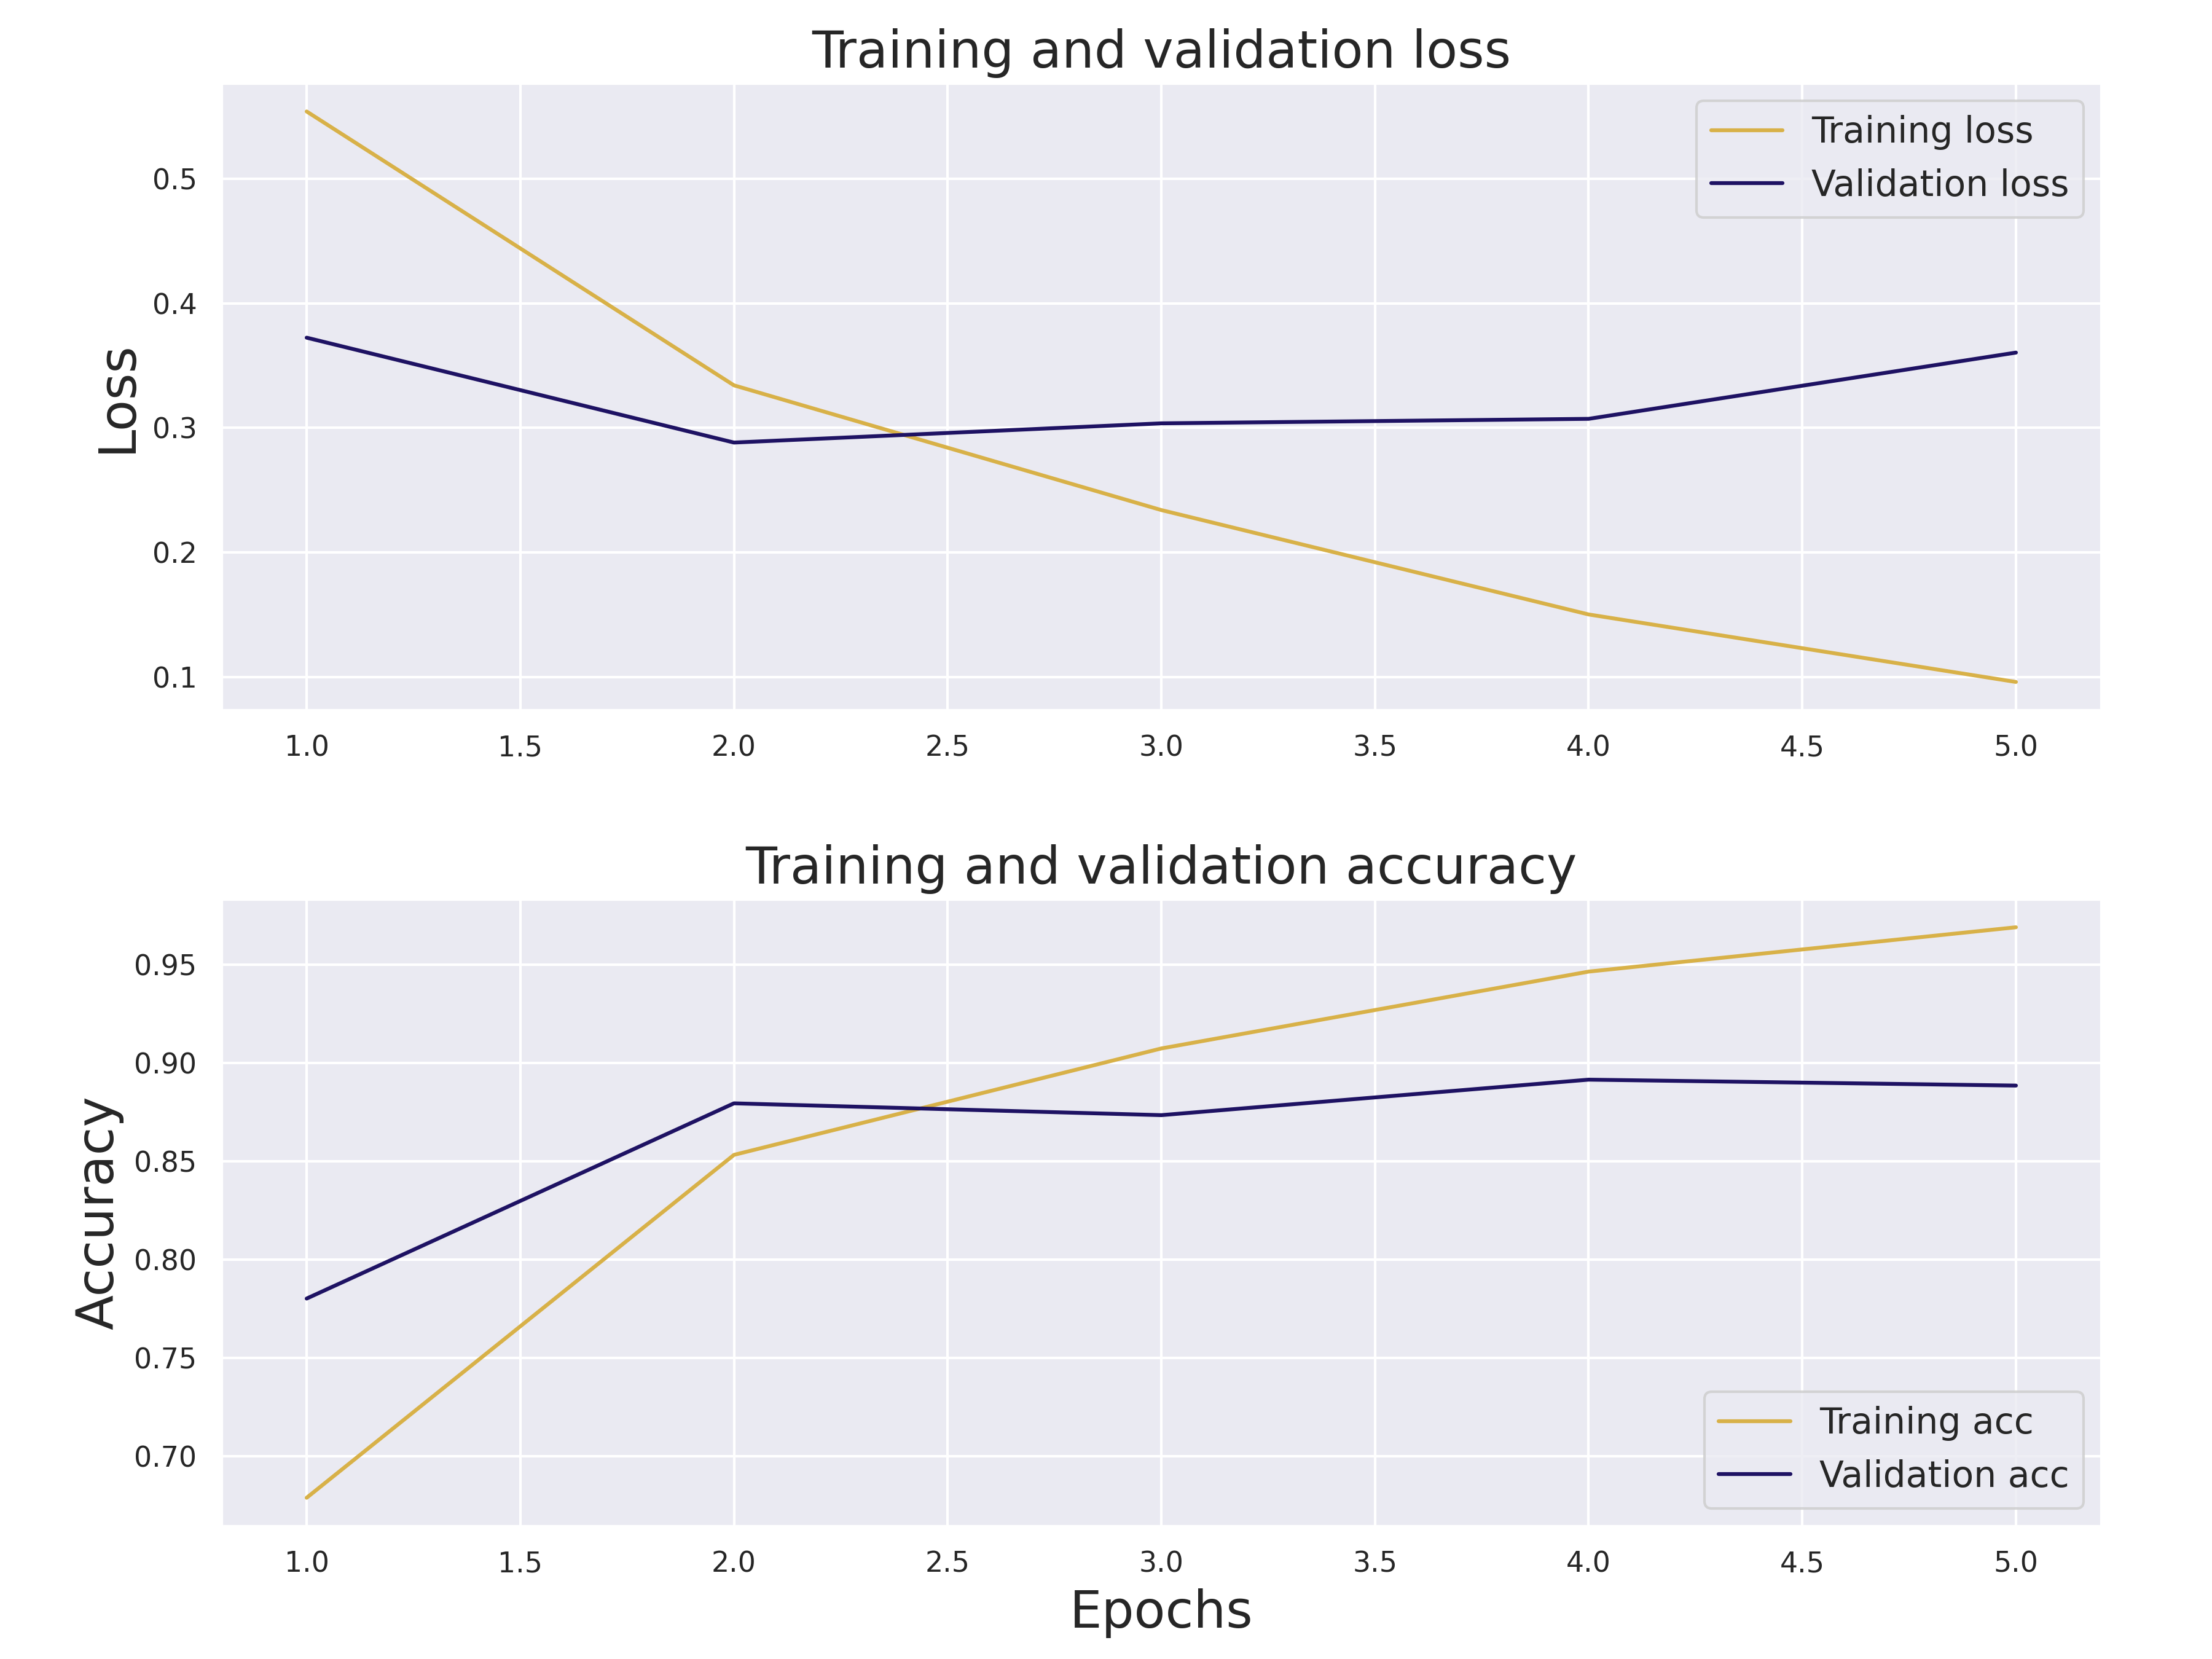 Training and validation loss
Training loss
Validation loss
Loss
0.5
0.4
0.3
0.2
0.1
1.0 1.5 2.0 2.5 3.0 3.5 4.0 4.5 5.0
Training and validation accuracy
Accuracy
0.95
0.90
0.85
0.80
0.75
0.70
Training acc
Validation acc
1.0 1.5 2.0 2.5 3.0 3.5 4.0 4.5 5.0
Epochs